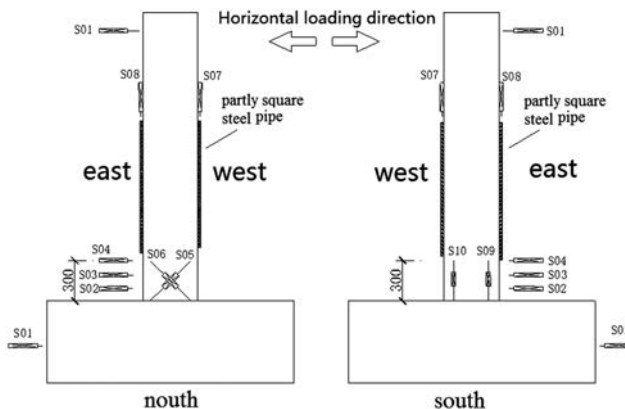 Horizontal loading direction
S01
S01
S08
S07
S07
S08
partly square
steel pipe
partly square
steel pipe
east
west
west
east
S04
S03
S02
300
S06
S05
S10
S09
300
S04
S03
S02
S01
nouth
south